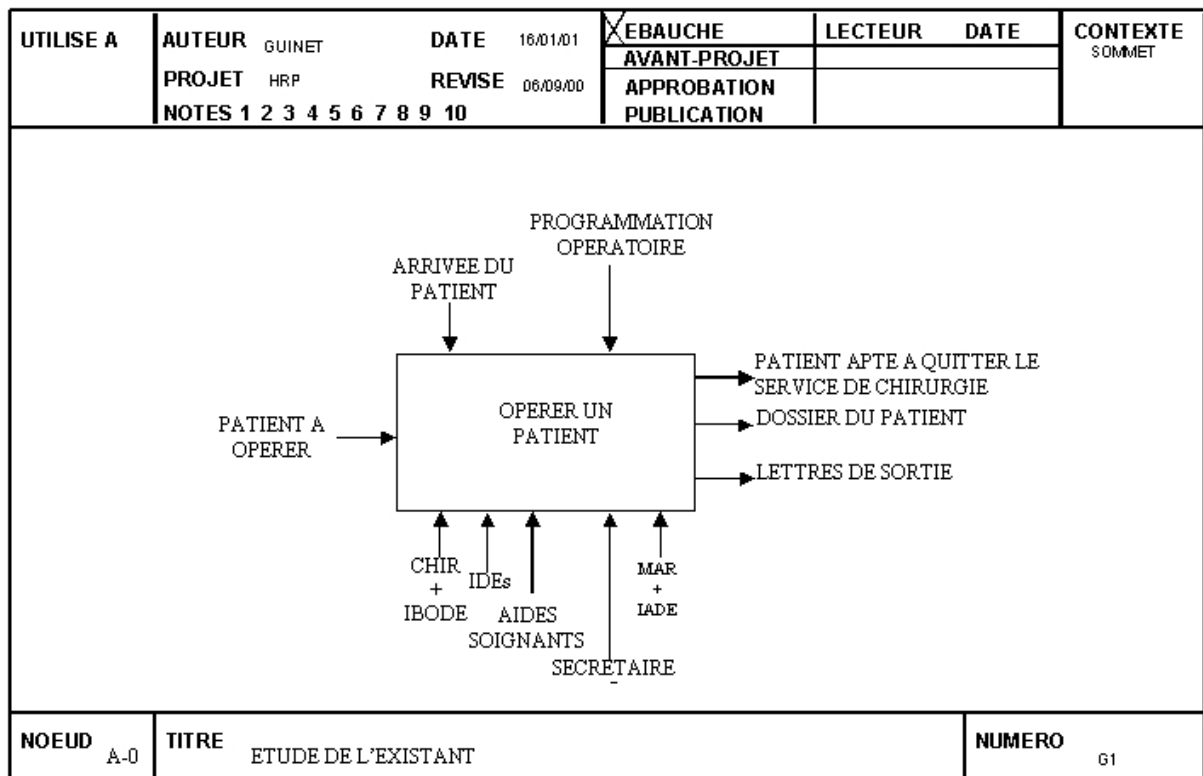 UTILISE A
AUTEUR GUINET DATE 16/01/01
PROJET HRP REVISE 06/09/00
NOTES 1 2 3 4 5 6 7 8 9 10
X EBAUCHE
AVANT-PROJET
APPROBATION
PUBLICATION
LECTEUR DATE
CONTEXTE
SOMMET
PROGRAMMATION
OPERATOIRE
ARRIVEE DU
PATIENT
PATIENT A
OPERER
OPERER UN
PATIENT
PATIENT APTE A QUITTER LE
SERVICE DE CHIRURGIE
DOSSIER DU PATIENT
LETTRES DE SORTIE
CHIR
+
IBODE
IDEs
AIDES
SOIGNANTS
SECRETAIRE
MAR
+
IADE
NOEUD A-0
TITRE ETUDE DE L'EXISTANT
NUMERO G1